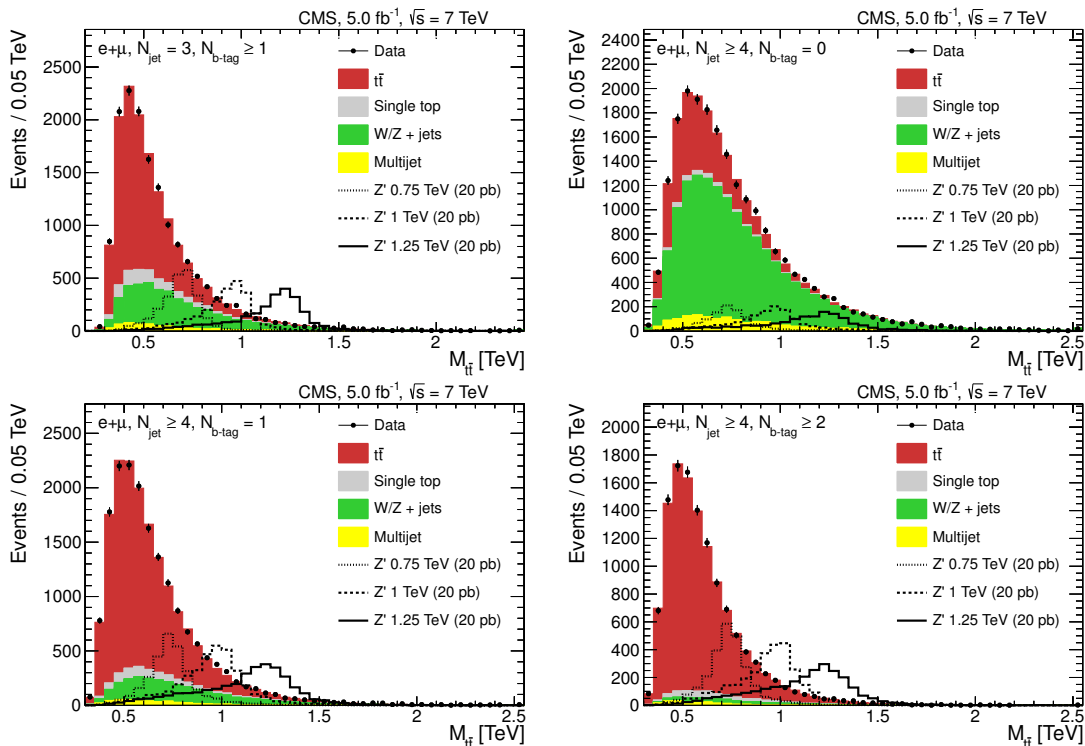 CMS, 5.0 fb⁻¹, √s = 7 TeV
e+μ, N_jet = 3, N_b-tag ≥ 1
Data
tt̄
Single top
W/Z + jets
Multijet
Z' 0.75 TeV (20 pb)
Z' 1 TeV (20 pb)
Z' 1.25 TeV (20 pb)
Events / 0.05 TeV
2500
2000
1500
1000
500
0
0.5 1 1.5 2
M_tt̄ [TeV]
CMS, 5.0 fb⁻¹, √s = 7 TeV
e+μ, N_jet ≥ 4, N_b-tag = 0
Data
tt̄
Single top
W/Z + jets
Multijet
Z' 0.75 TeV (20 pb)
Z' 1 TeV (20 pb)
Z' 1.25 TeV (20 pb)
Events / 0.05 TeV
2400
2200
2000
1800
1600
1400
1200
1000
800
600
400
200
0
0.5 1 1.5 2 2.5
M_tt̄ [TeV]
CMS, 5.0 fb⁻¹, √s = 7 TeV
e+μ, N_jet ≥ 4, N_b-tag = 1
Data
tt̄
Single top
W/Z + jets
Multijet
Z' 0.75 TeV (20 pb)
Z' 1 TeV (20 pb)
Z' 1.25 TeV (20 pb)
Events / 0.05 TeV
2500
2000
1500
1000
500
0
0.5 1 1.5 2 2.5
M_tt̄ [TeV]
CMS, 5.0 fb⁻¹, √s = 7 TeV
e+μ, N_jet ≥ 4, N_b-tag ≥ 2
Data
tt̄
Single top
W/Z + jets
Multijet
Z' 0.75 TeV (20 pb)
Z' 1 TeV (20 pb)
Z' 1.25 TeV (20 pb)
Events / 0.05 TeV
2000
1800
1600
1400
1200
1000
800
600
400
200
0
0.5 1 1.5 2 2.5
M_tt̄ [TeV]